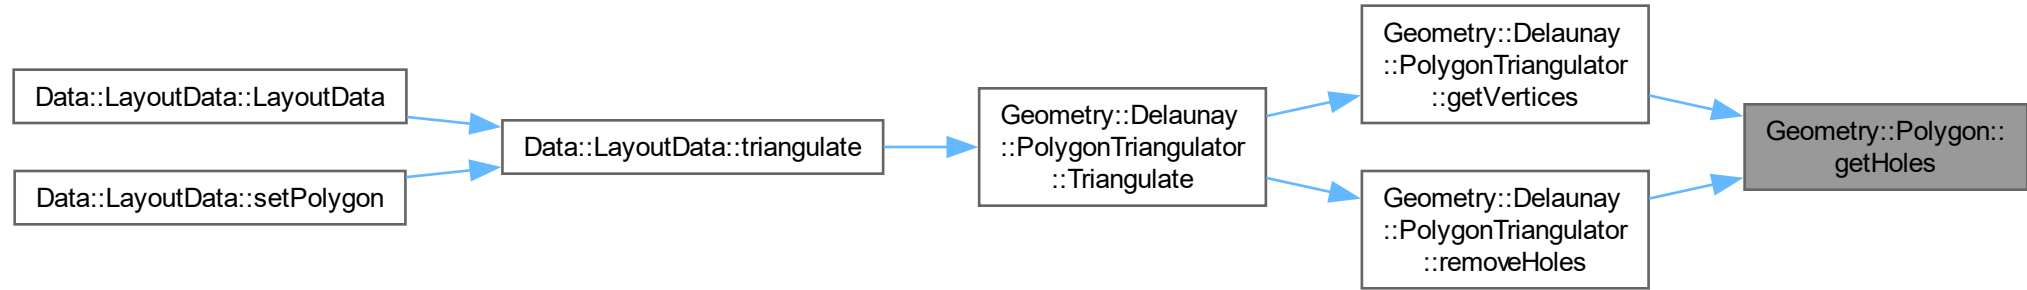 Data::LayoutData::LayoutData
Data::LayoutData::setPolygon
Data::LayoutData::triangulate
Geometry::Delaunay
::PolygonTriangulator
::Triangulate
Geometry::Delaunay
::PolygonTriangulator
::getVertices
Geometry::Delaunay
::PolygonTriangulator
::removeHoles
Geometry::Polygon::
getHoles